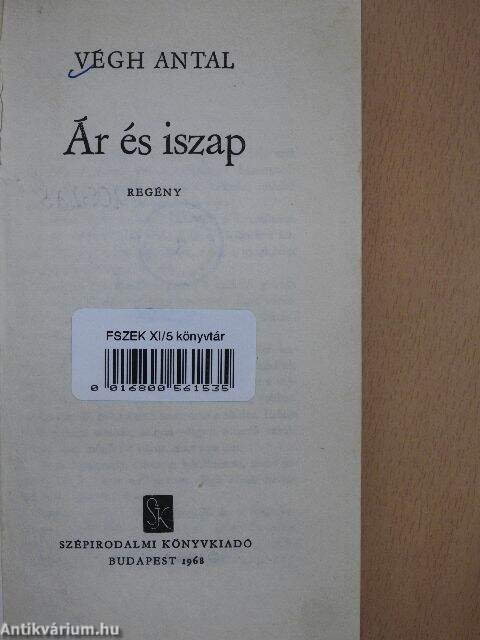 VÉGH ANTAL
Ár és iszap
REGÉNY
FSZEK XI/5 könyvtár
0 016800 561535
SZK
SZÉPIRODALMI KÖNYVKIADÓ
BUDAPEST 1968
Antikvárium.hu